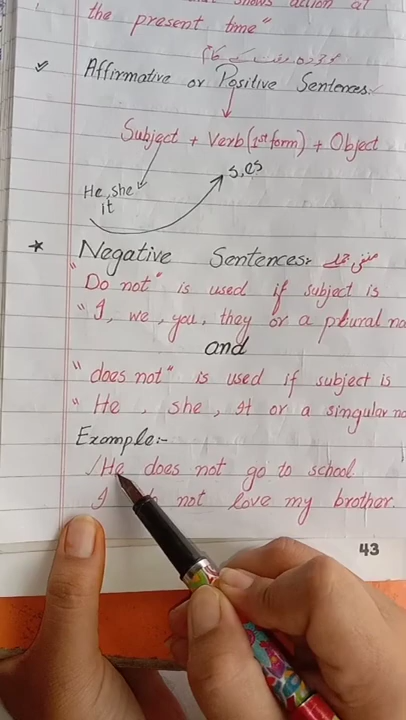 the present time"
✓ Affirmative or Positive Sentences:
Subject + Verb (1st form) + Object
s, es
He, she
it
* Negative Sentences:
"Do not" is used if subject is
" I, we, you, they or a plural
and
"does not" is used if subject is
" He, she, It or a singular
Example:-
✓He does not go to school
I not love my brother.
43